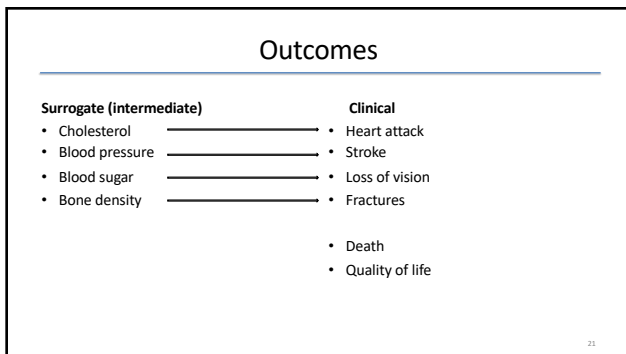 Outcomes
Surrogate (intermediate)
• Cholesterol
• Blood pressure
• Blood sugar
• Bone density
Clinical
• Heart attack
• Stroke
• Loss of vision
• Fractures
• Death
• Quality of life
21